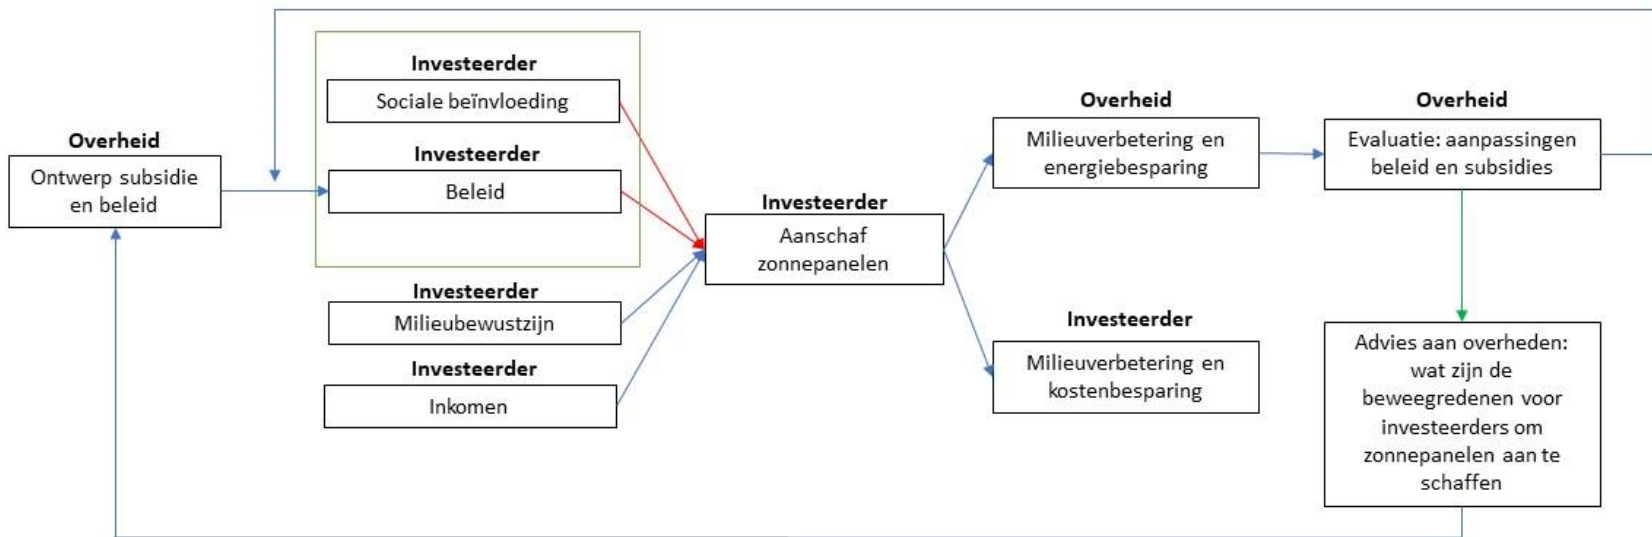 Overheid
Ontwerp subsidie
en beleid
Investeerder
Sociale beïnvloeding
Investeerder
Beleid
Investeerder
Milieubewustzijn
Investeerder
Inkomen
Investeerder
Aanschaf
zonnepanelen
Overheid
Milieuverbetering en
energiebesparing
Investeerder
Milieuverbetering en
kostenbesparing
Overheid
Evaluatie: aanpassingen
beleid en subsidies
Advies aan overheden:
wat zijn de
beweegredenen voor
investeerders om
zonnepanelen aan te
schaffen